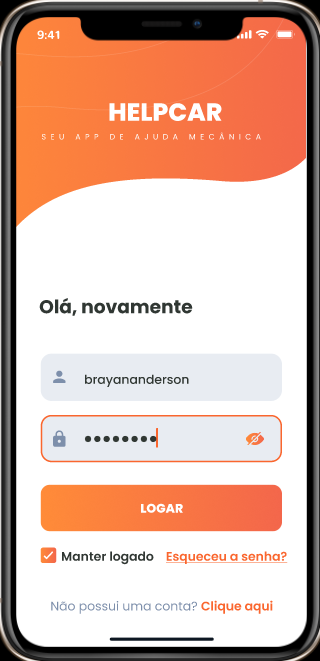 9:41
HELPCAR
SEU APP DE AJUDA MECÂNICA
Olá, novamente
brayananderson
••••••••
LOGAR
Manter logado Esqueceu a senha?
Não possui uma conta? Clique aqui